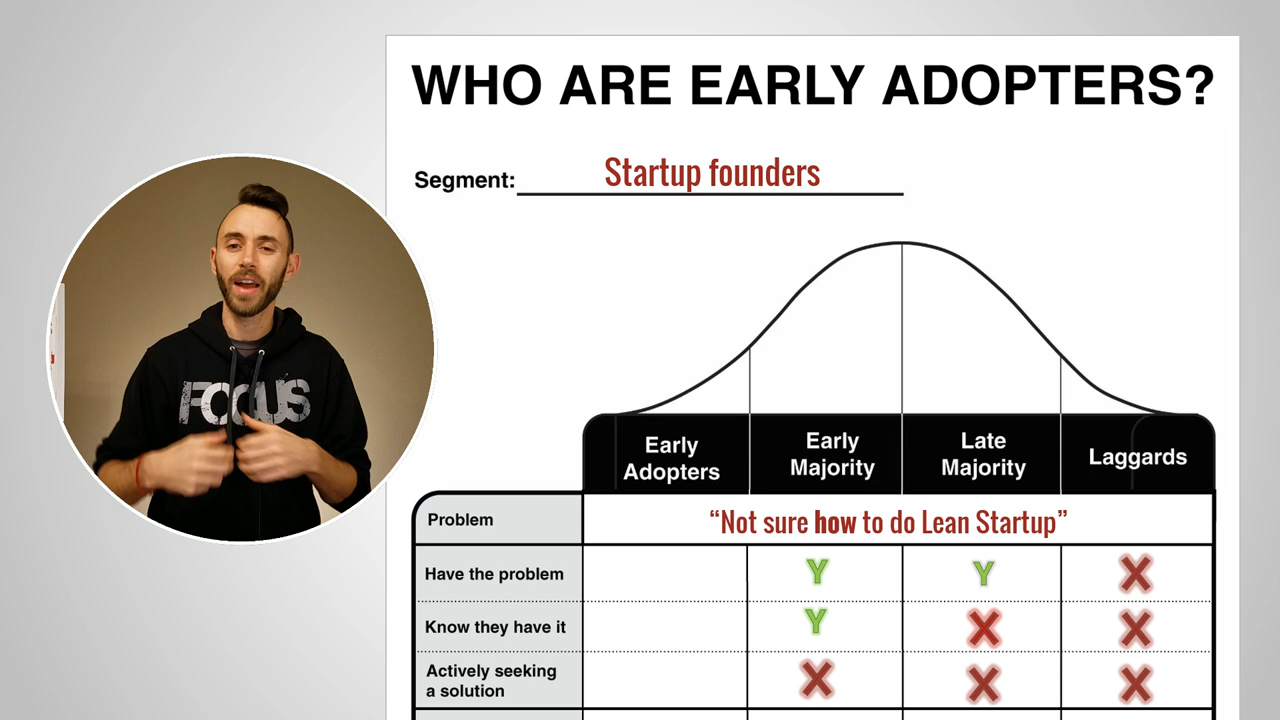 WHO ARE EARLY ADOPTERS?
Segment: Startup founders
FOCUS
Early
Adopters
Early
Majority
Late
Majority
Laggards
Problem
“Not sure how to do Lean Startup”
Have the problem Y Y X
Know they have it Y X X
Actively seeking
a solution
X X X